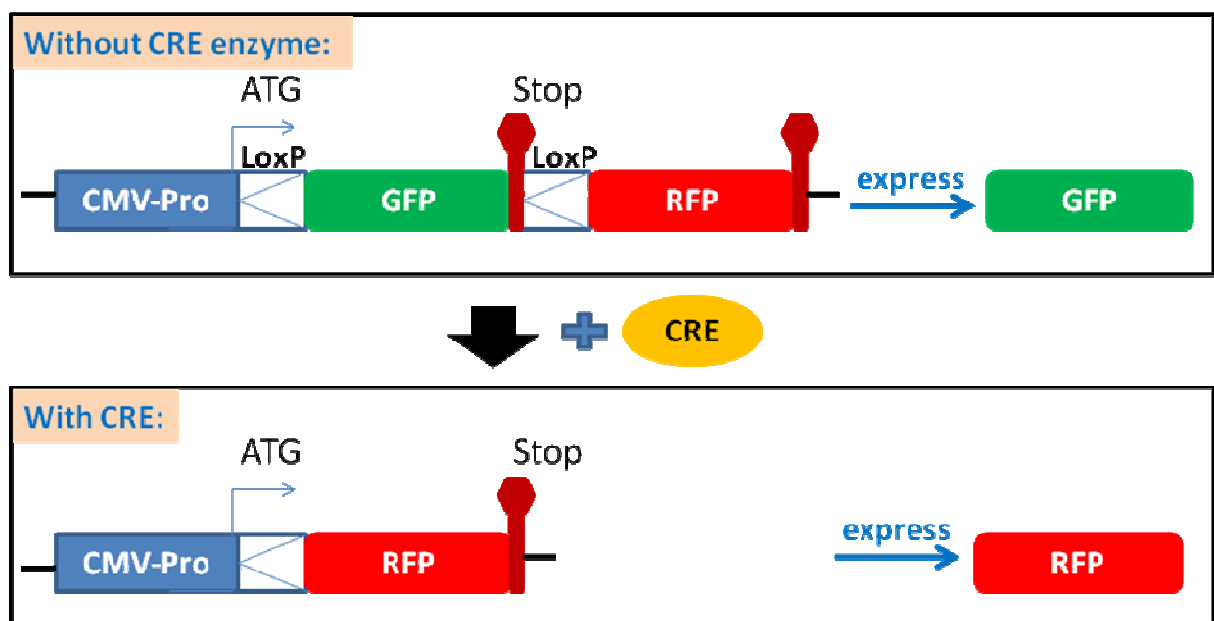 Without CRE enzyme:
ATG Stop
LoxP LoxP
CMV-Pro GFP RFP express GFP
CRE
With CRE:
ATG Stop
CMV-Pro RFP express RFP